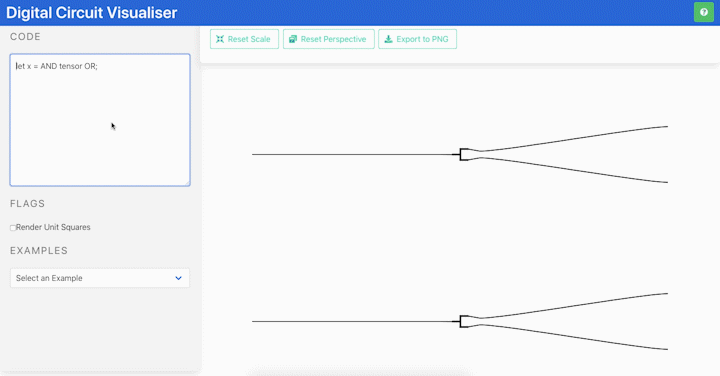 Digital Circuit Visualiser
?
CODE
Reset Scale
Reset Perspective
Export to PNG
let x = AND tensor OR;
FLAGS
Render Unit Squares
EXAMPLES
Select an Example